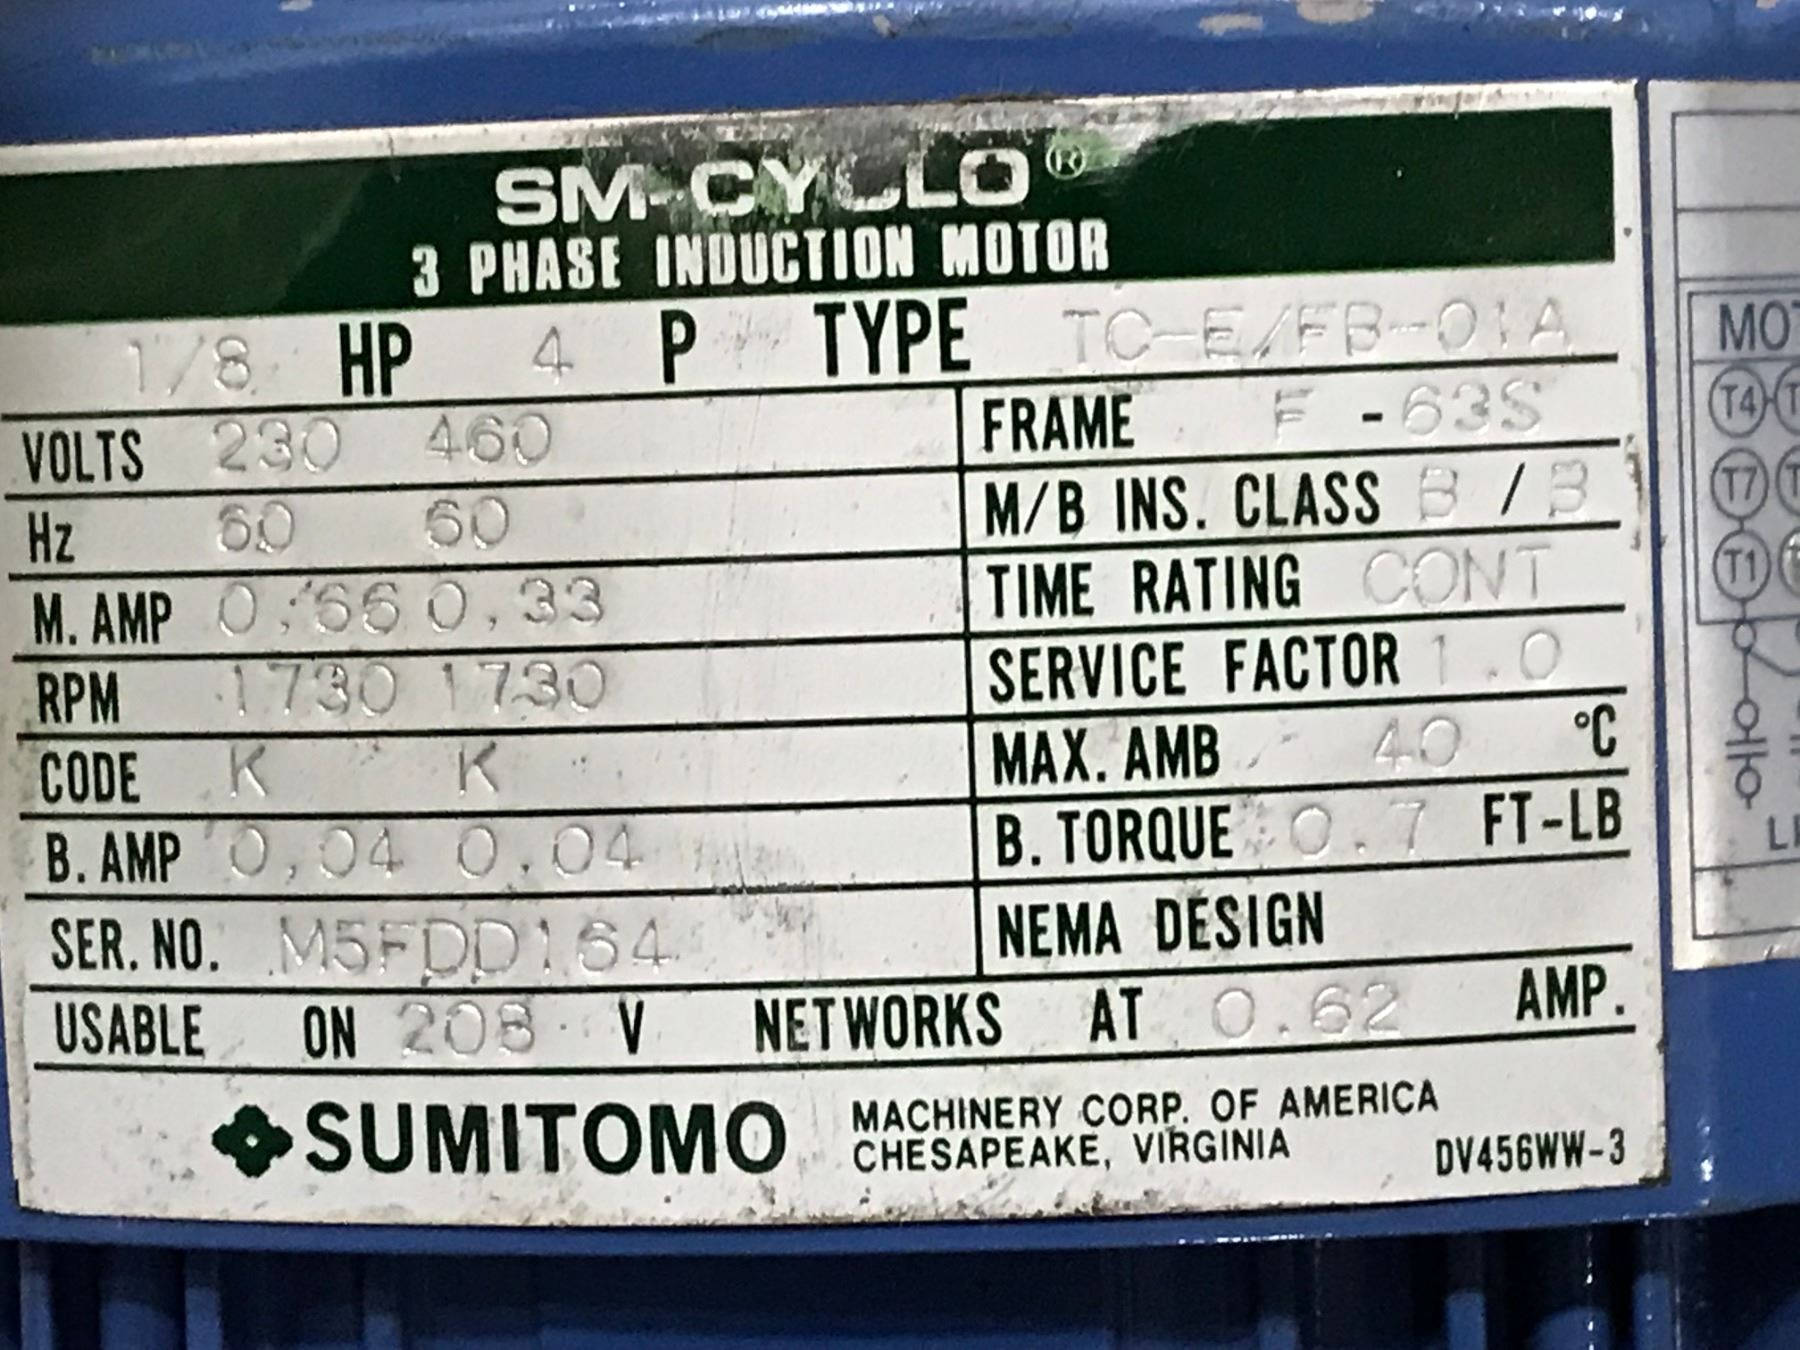 SM-CYCLO®
3 PHASE INDUCTION MOTOR
1/8 HP 4 P TYPE TC-E/FB-01A
VOLTS 230 460
FRAME F - 63S
Hz 60 60
M/B INS. CLASS B / B
M. AMP 0.66 0.33
TIME RATING CONT
RPM 1730 1730
SERVICE FACTOR 1.0
CODE K K
MAX. AMB 40 °C
B. AMP 0.04 0.04
B. TORQUE 0.7 FT-LB
SER. NO. M5FDD164
NEMA DESIGN
USABLE ON 208 V NETWORKS AT 0.62 AMP.
SUMITOMO
MACHINERY CORP. OF AMERICA
CHESAPEAKE, VIRGINIA
DV456WW-3
T4
T7
T1